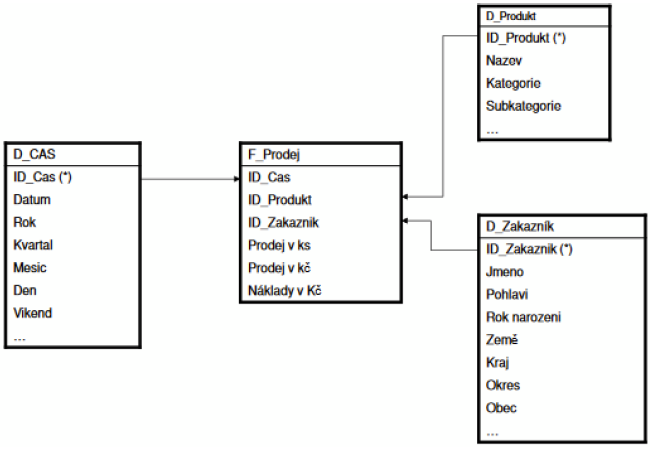 D_Produkt
ID_Produkt (*)
Nazev
Kategorie
Subkategorie
...
D_CAS
ID_Cas (*)
Datum
Rok
Kvartal
Mesic
Den
Vikend
...
F_Prodej
ID_Cas
ID_Produkt
ID_Zakaznik
Prodej v ks
Prodej v kč
Náklady v Kč
D_Zakazník
ID_Zakaznik (*)
Jmeno
Pohlavi
Rok narozeni
Země
Kraj
Okres
Obec
...